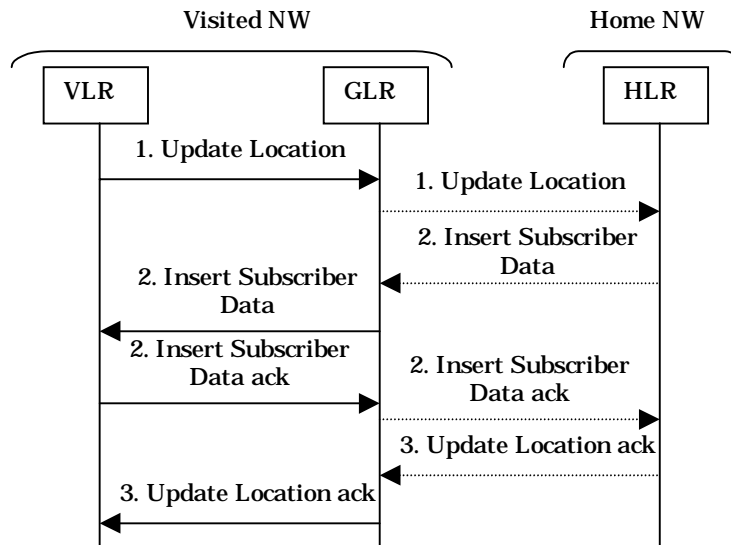 Visited NW
Home NW
VLR
GLR
HLR
1. Update Location
1. Update Location
2. Insert Subscriber
Data
2. Insert Subscriber
Data
2. Insert Subscriber
Data ack
2. Insert Subscriber
Data ack
3. Update Location ack
3. Update Location ack